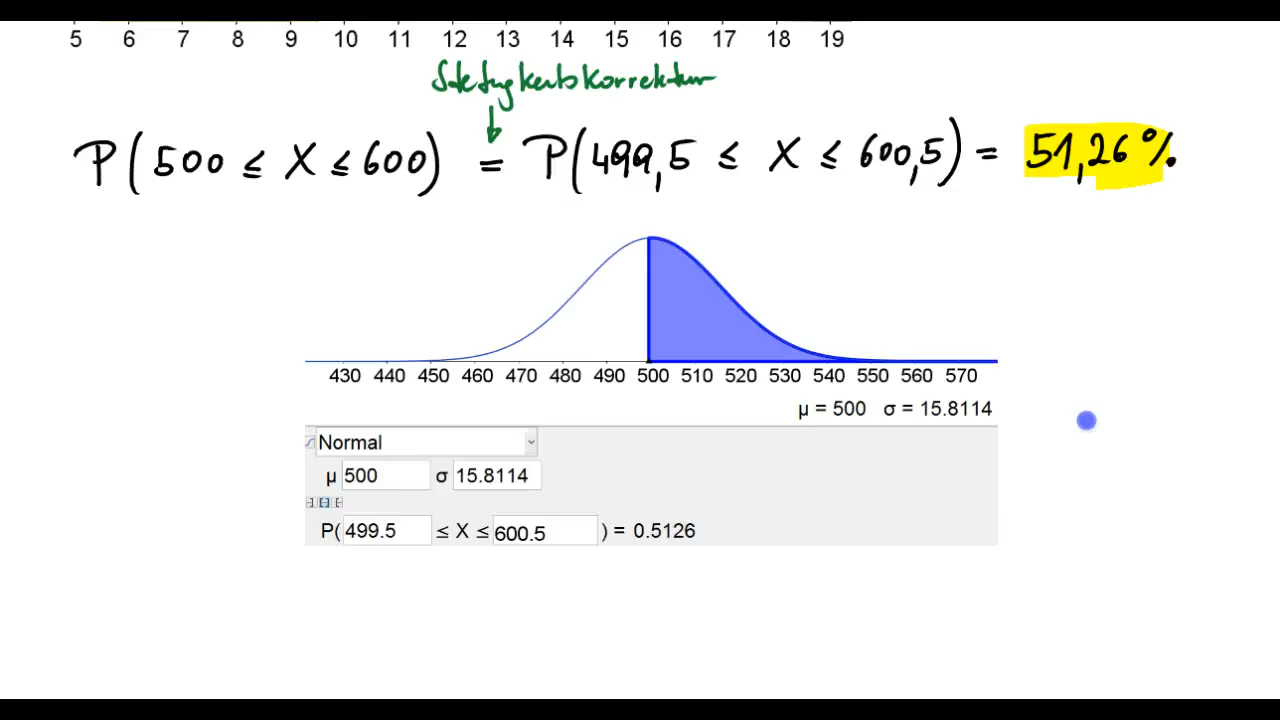 5 6 7 8 9 10 11 12 13 14 15 16 17 18 19
Stetigkeitskorrektur
P(500 ≤ X ≤ 600) = P(499,5 ≤ X ≤ 600,5) = 51,26%
430 440 450 460 470 480 490 500 510 520 530 540 550 560 570
μ = 500 σ = 15.8114
Normal
μ 500 σ 15.8114
P( 499.5 ≤ X ≤ 600.5 ) = 0.5126